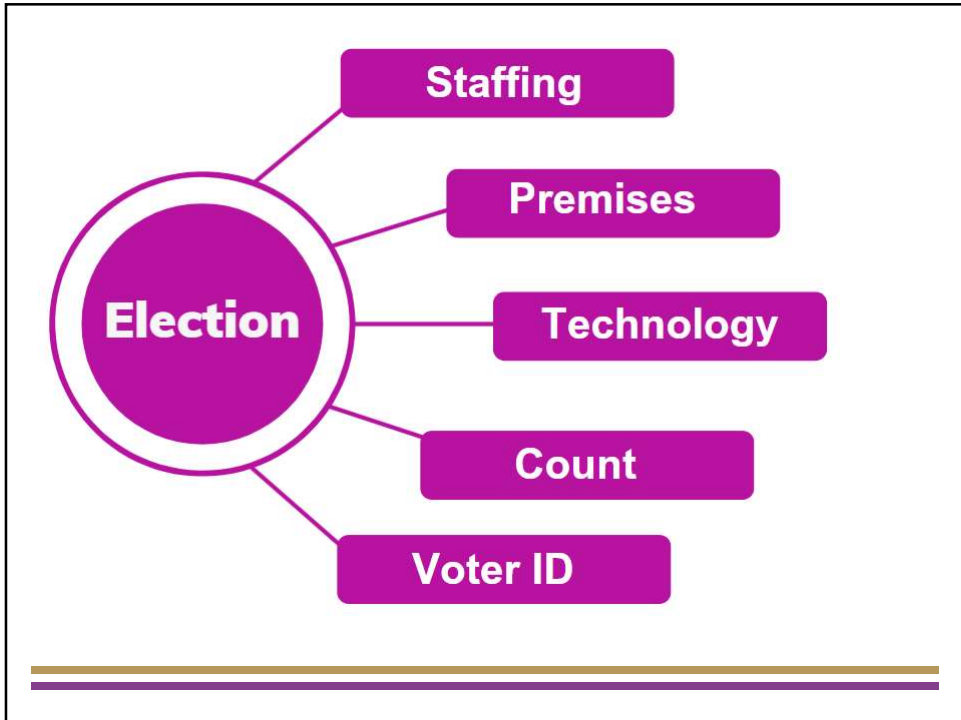 Staffing
Premises
Technology
Election
Count
Voter ID